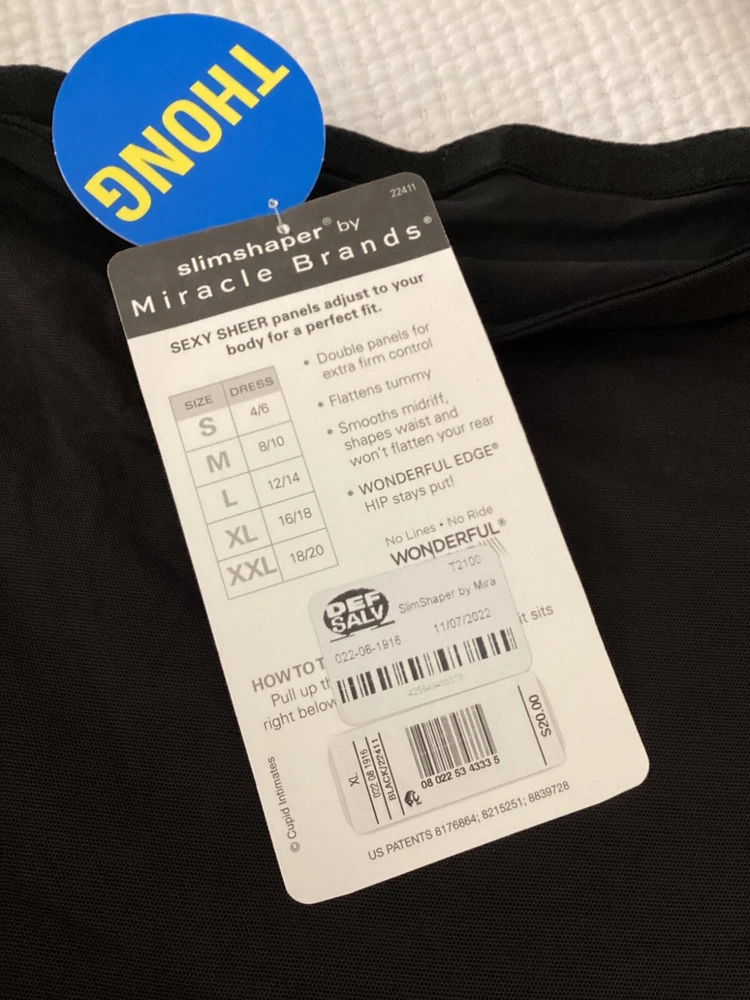 THONG
22411
slimshaper® by
Miracle Brands®
SEXY SHEER panels adjust to your
body for a perfect fit.
SIZE DRESS
S 4/6
M 8/10
L 12/14
XL 16/18
XXL 18/20
• Double panels for
extra firm control
• Flattens tummy
• Smooths midriff,
shapes waist and
won't flatten your rear
• WONDERFUL EDGE®
HIP stays put!
No Lines • No Ride
WONDERFUL®
T2100
DEF
SALV
SlimShaper by Mira
022-08-1916 11/07/2022
HOW TO T
Pull up th
it sits
right below
XL
022 08 1916
BLACK/22411
08 022 53 4333 5
$20.00
© Cupid Intimates
US PATENTS 8176864; 8215251; 8839728